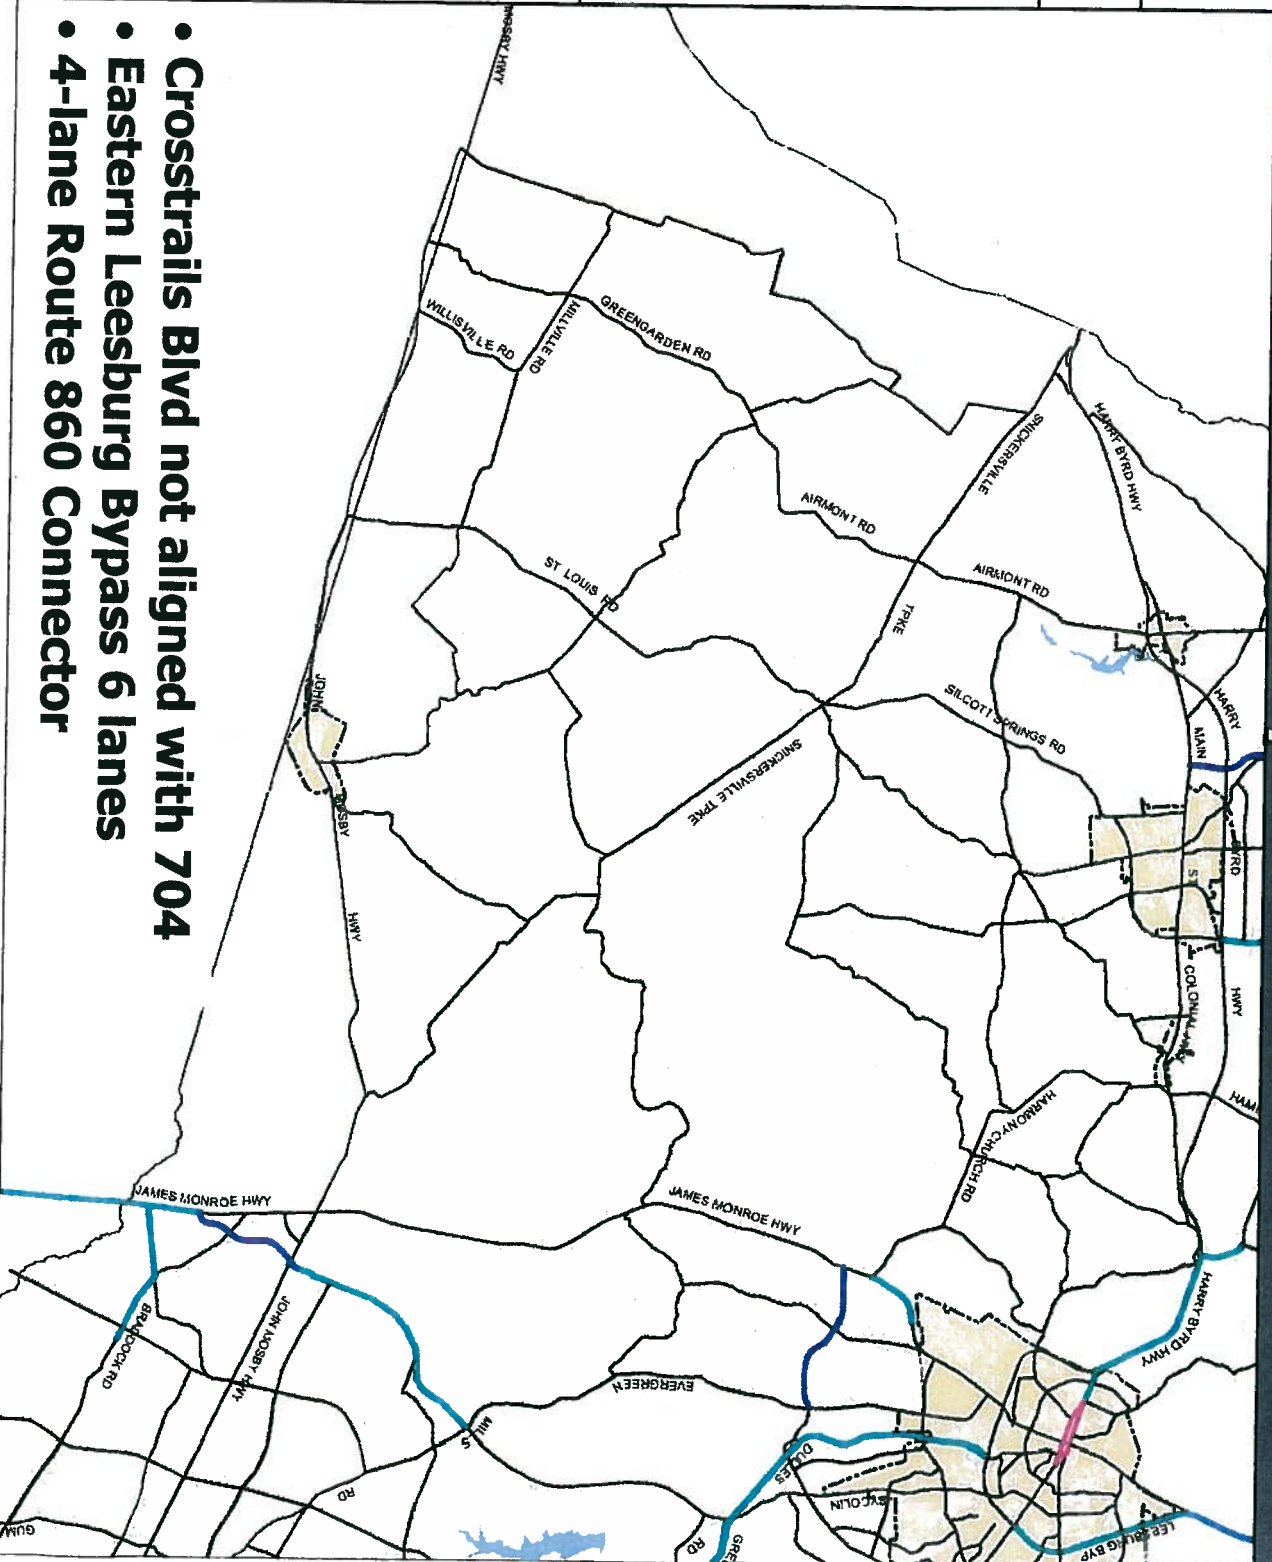 • Crosstrails Blvd not aligned with 704
• Eastern Leesburg Bypass 6 lanes
• 4-lane Route 860 Connector
WILLISVILLE RD
MILLVILLE RD
GREENGARDEN RD
SNICKERSVILLE
TPKE
HARRY BYRD HWY
AIRMONT RD
AIRMONT RD
ST LOUIS RD
SILCOTT SPRINGS RD
SNICKERSVILLE TPKE
HARRY
BYRD
HWY
MAIN
ST
COLONIAL HWY
JOHN
MOSBY
HWY
HARMONY CHURCH RD
JAMES MONROE HWY
JAMES MONROE HWY
HARRY BYRD HWY
BRADDOCK RD
JOHN MOSBY HWY
EVERGREEN
MILLS
RD
DULLES
SYCOLIN
RD
LEESBURG BYP